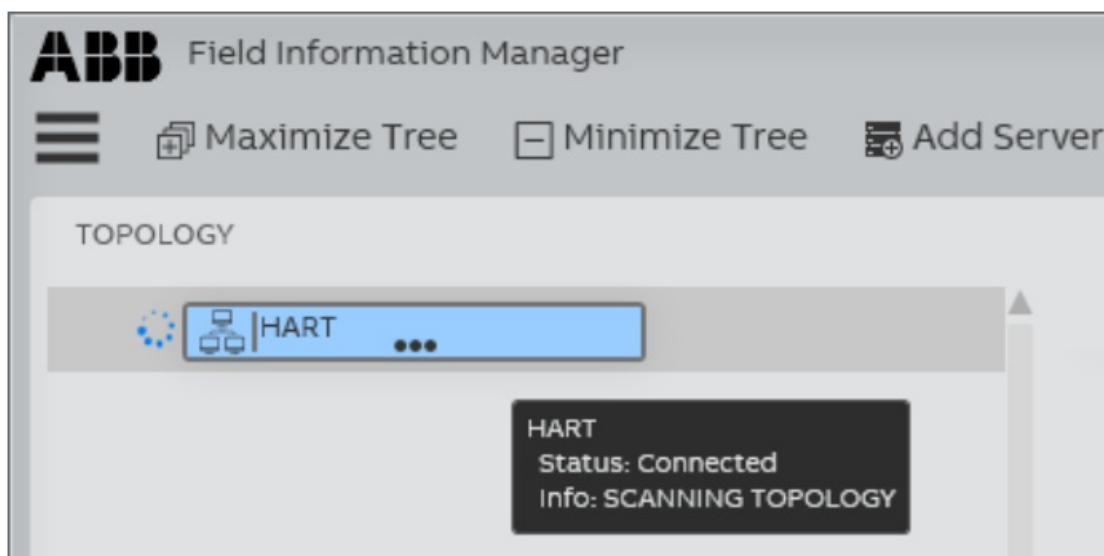 ABB Field Information Manager
Maximize Tree Minimize Tree Add Server
TOPOLOGY
HART
HART
Status: Connected
Info: SCANNING TOPOLOGY